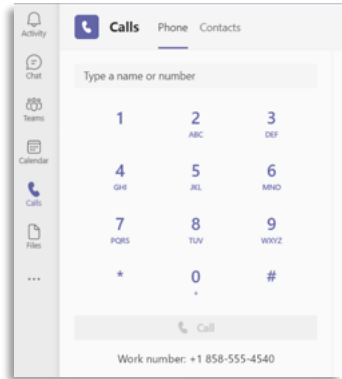 Activity
Chat
Teams
Calendar
Calls
Files
...
Calls Phone Contacts
Type a name or number
1 2 3
ABC DEF
4 5 6
GHI JKL MNO
7 8 9
PQRS TUV WXYZ
* 0 #
+
Call
Work number: +1 858-555-4540